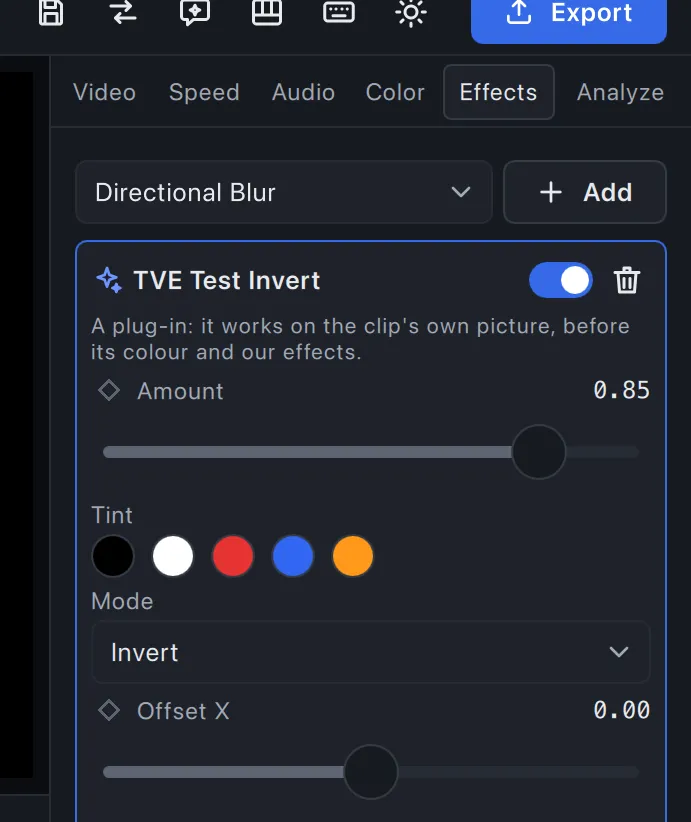 Export
Video Speed Audio Color Effects Analyze
Directional Blur Add
TVE Test Invert
A plug-in: it works on the clip's own picture, before
its colour and our effects.
Amount 0.85
Tint
Mode
Invert
Offset X 0.00